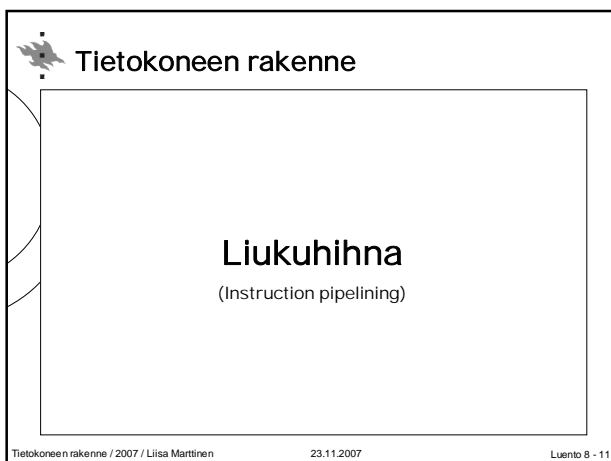 Tietokoneen rakenne
Liukuhihna
(Instruction pipelining)
Tietokoneen rakenne / 2007 / Liisa Marttinen 23.11.2007 Luento 8 - 11